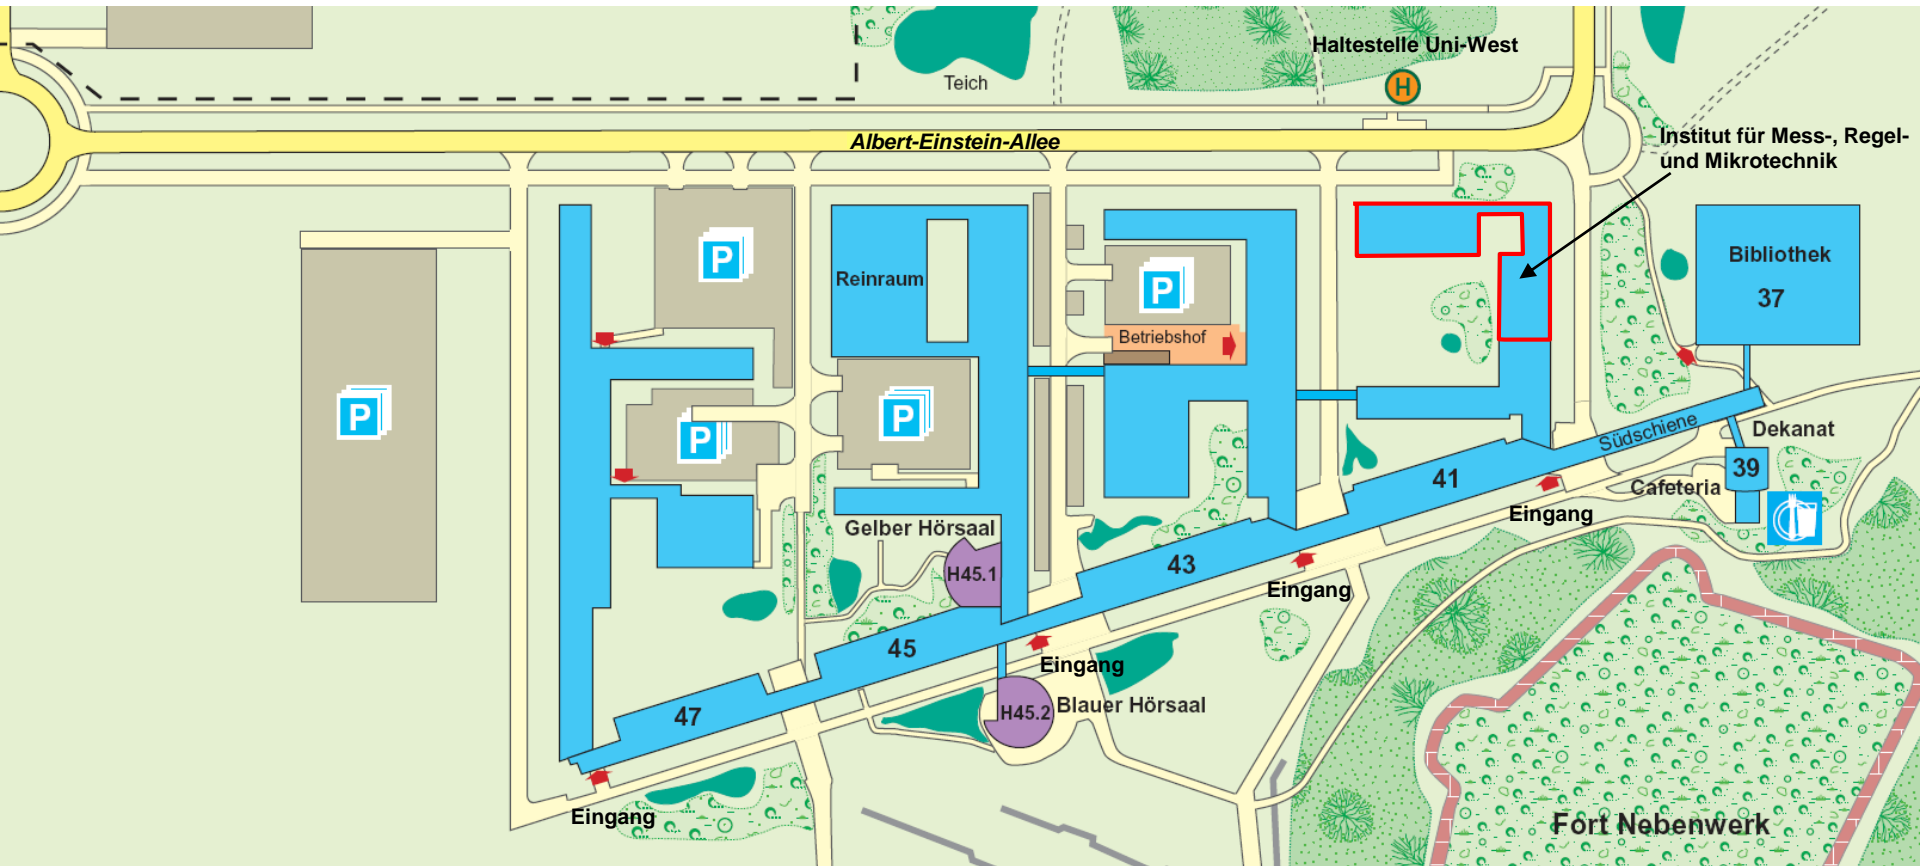 Haltestelle Uni-West
H
Teich
Albert-Einstein-Allee
Institut für Mess-, Regel-
und Mikrotechnik
P
Reinraum
P
Betriebshof
Bibliothek
37
P
P
P
Südschiene
Dekanat
39
Cafeteria
41
Eingang
Gelber Hörsaal
H45.1
43
Eingang
45
Eingang
H45.2
Blauer Hörsaal
47
Eingang
Fort Nebenwerk